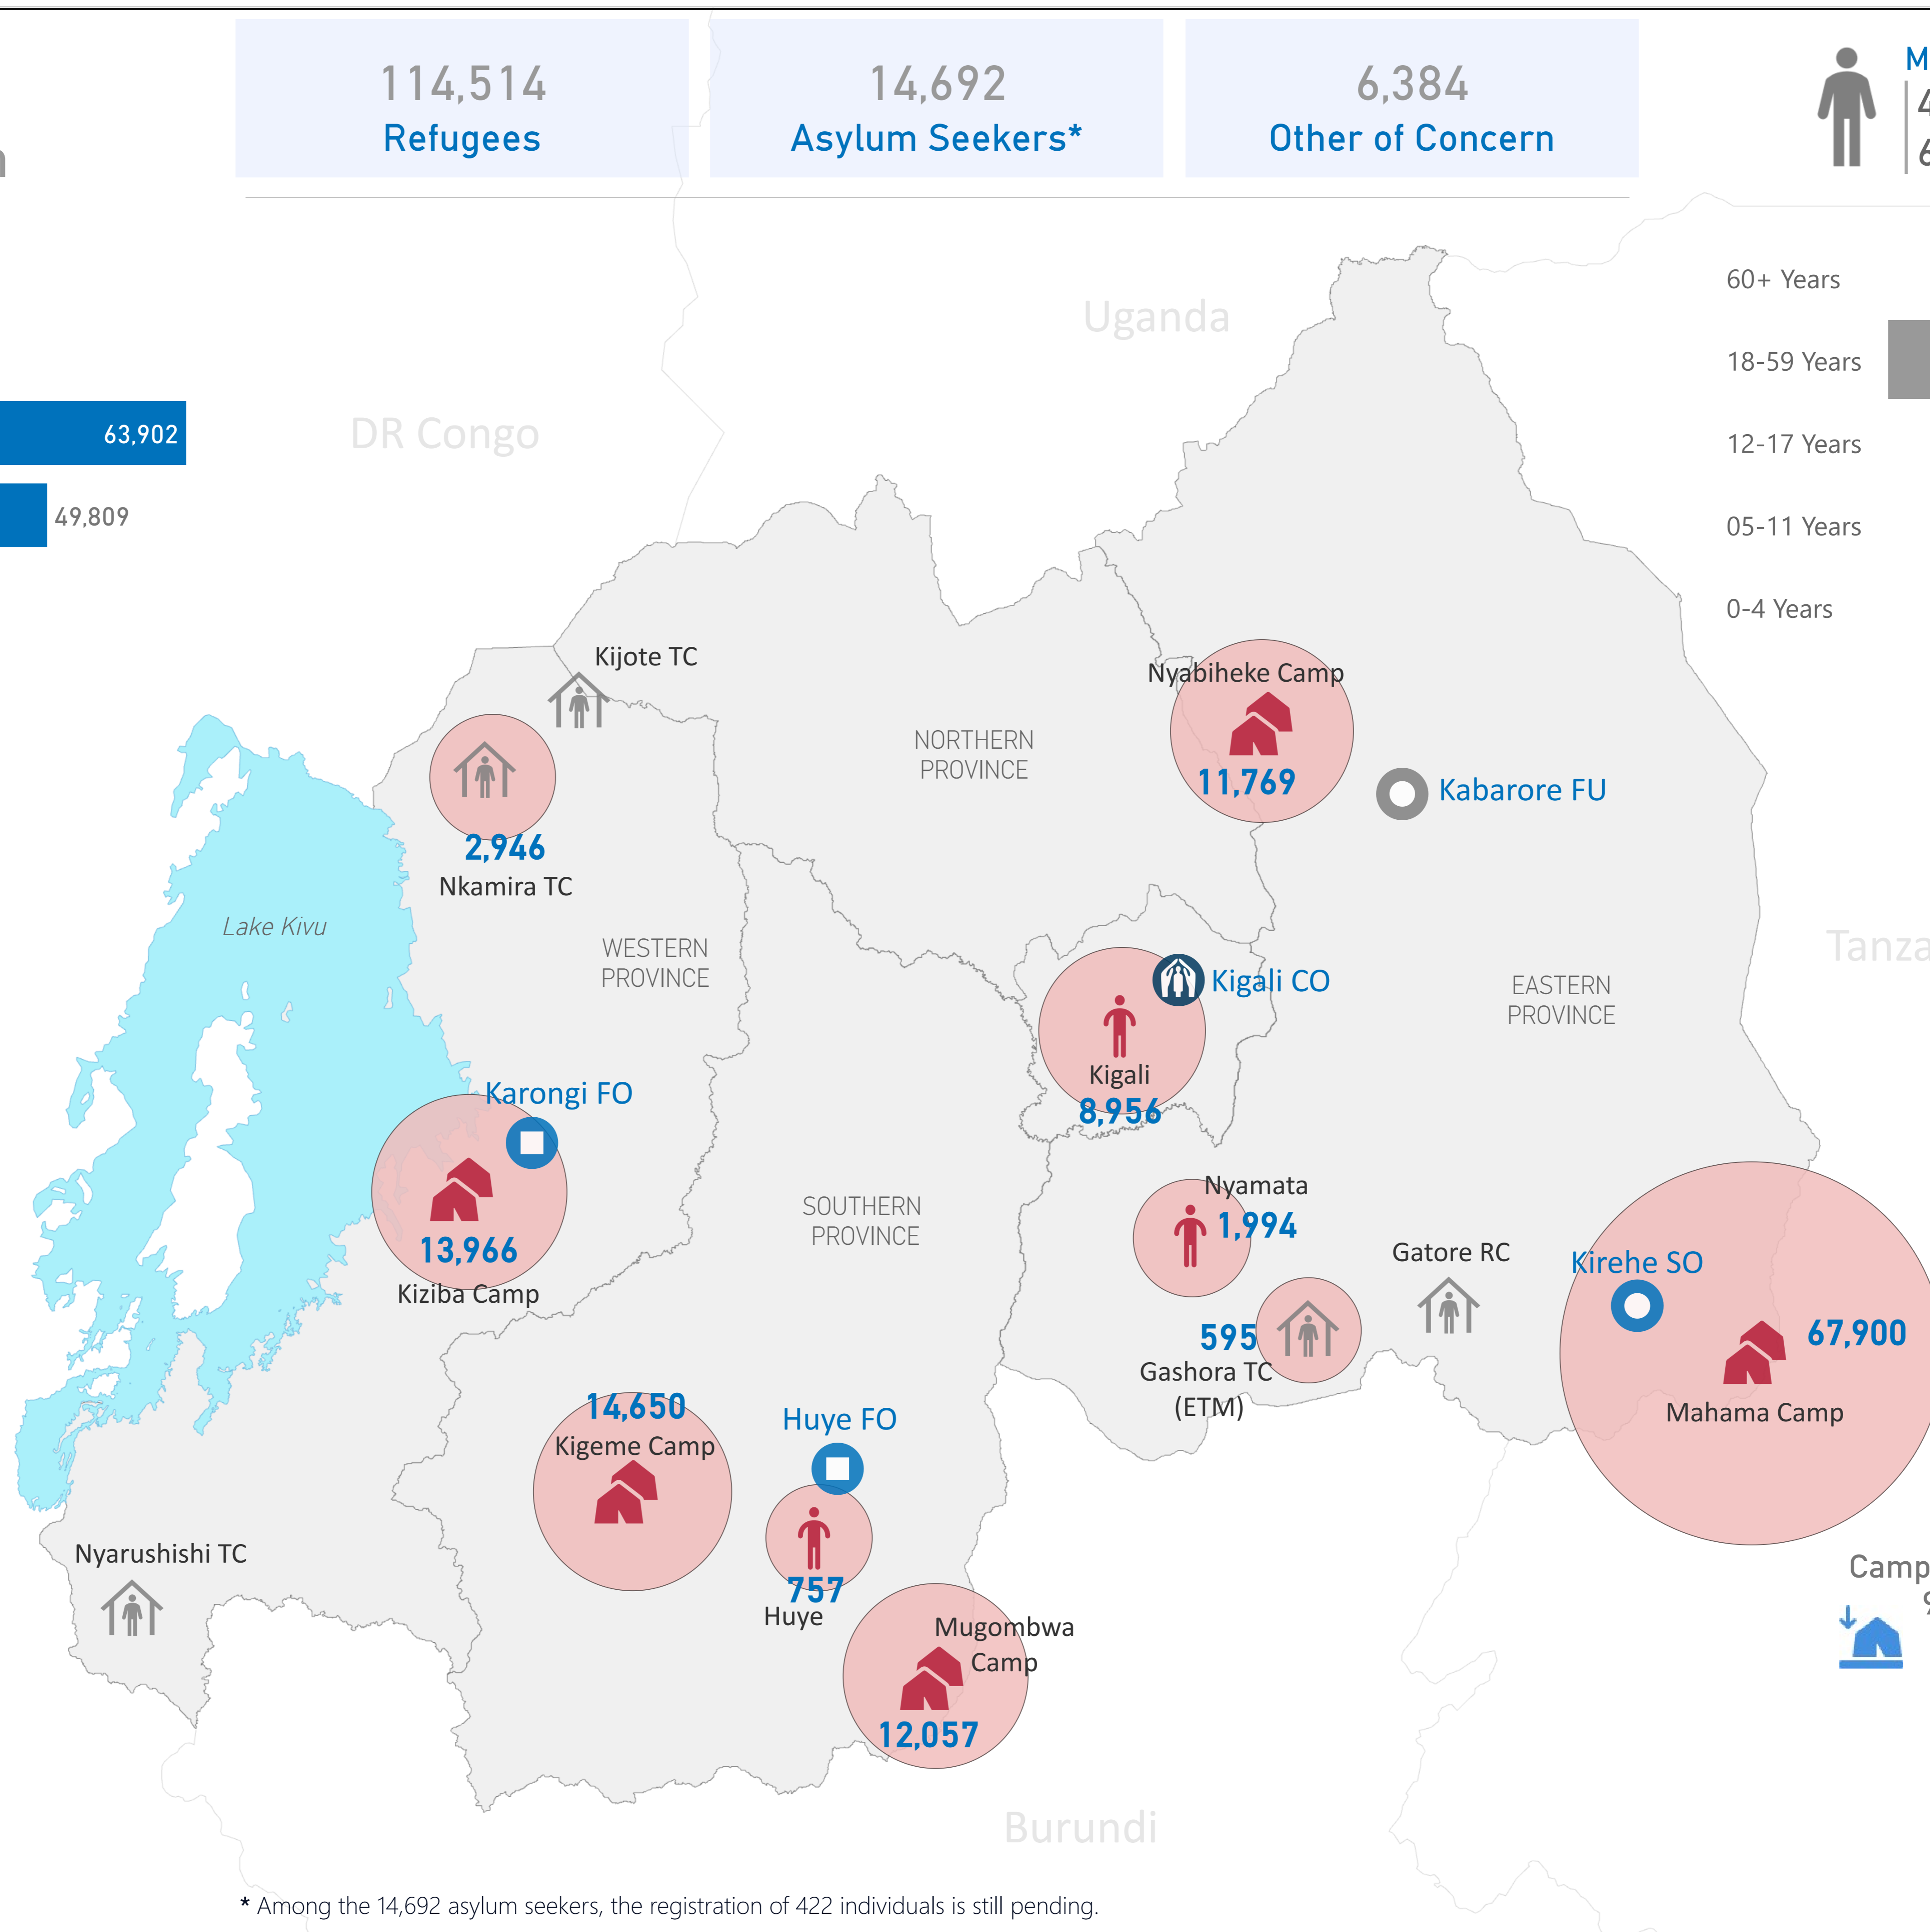 114,514
Refugees
14,692
Asylum Seekers*
6,384
Other of Concern
60+ Years
18-59 Years
12-17 Years
05-11 Years
0-4 Years
63,902
49,809
Uganda
DR Congo
Kijote TC
Nyabiheke Camp
11,769
NORTHERN
PROVINCE
Kabarore FU
2,946
Nkamira TC
Lake Kivu
WESTERN
PROVINCE
Kigali CO
Kigali
8,956
EASTERN
PROVINCE
Karongi FO
13,966
Kiziba Camp
SOUTHERN
PROVINCE
Nyamata
1,994
Gatore RC
Kirehe SO
67,900
Mahama Camp
595
Gashora TC
(ETM)
14,650
Kigeme Camp
Huye FO
757
Huye
Mugombwa
Camp
12,057
Nyarushishi TC
Camp
Burundi
* Among the 14,692 asylum seekers, the registration of 422 individuals is still pending.